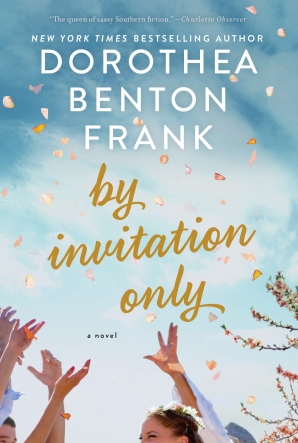 "The queen of sassy Southern fiction." —Charlotte Observer
NEW YORK TIMES BESTSELLING AUTHOR
DOROTHEA
BENTON
FRANK
by
invitation
only
a novel